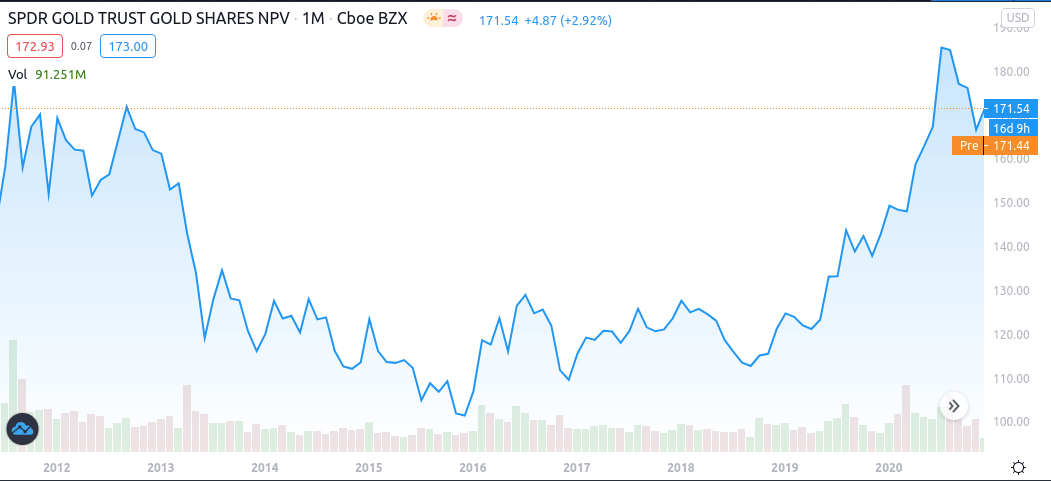 SPDR GOLD TRUST GOLD SHARES NPV · 1M · Cboe BZX ≈ 171.54 +4.87 (+2.92%) USD
190.00
172.93 0.07 173.00
Vol 91.251M
180.00
171.54
16d 9h
Pre 171.44
160.00
150.00
140.00
130.00
120.00
110.00
100.00
2012 2013 2014 2015 2016 2017 2018 2019 2020